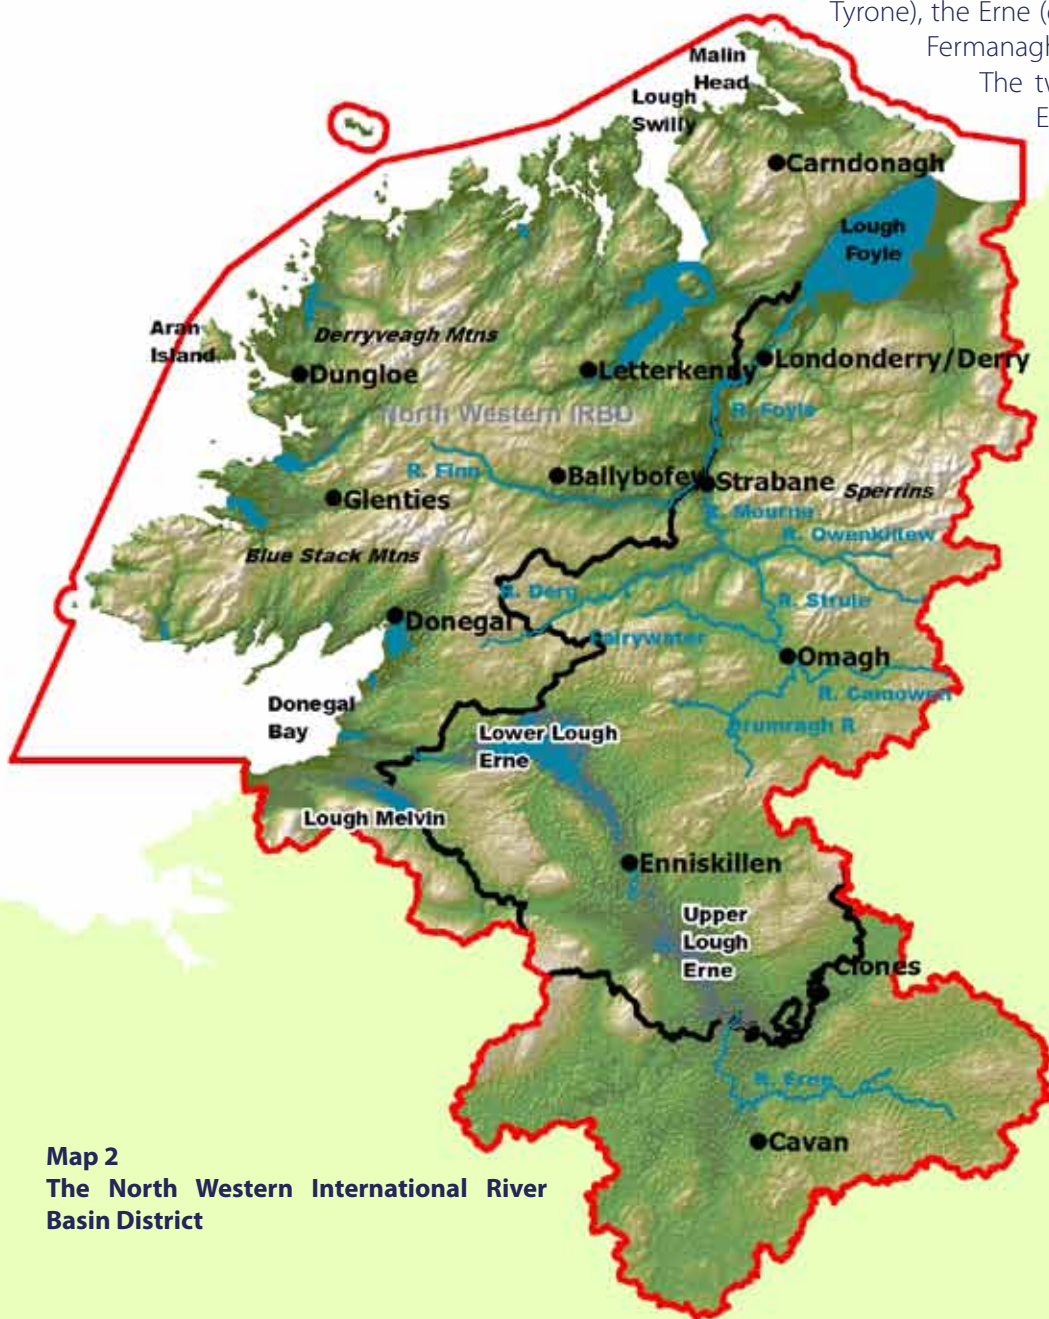 Tyrone), the Erne (
Fermanagh
The tw
E
Malin
Head
Lough
Swilly
Carndonagh
Lough
Foyle
Aran
Island
Derryveagh Mtns
Dungloe
Letterkenny
Londonderry/Derry
North Western IRBD
R. Foyle
R. Finn
Ballybofey
Strabane
Sperrins
Glenties
R. Mourne
R. Owenkillew
Blue Stack Mtns
R. Derg
R. Strule
Donegal
Fairywater
Omagh
R. Camowen
Donegal
Bay
Drumragh R
Lower Lough
Erne
Lough Melvin
Enniskillen
Upper
Lough
Erne
Clones
R. Erne
Cavan
Map 2
The North Western International River
Basin District